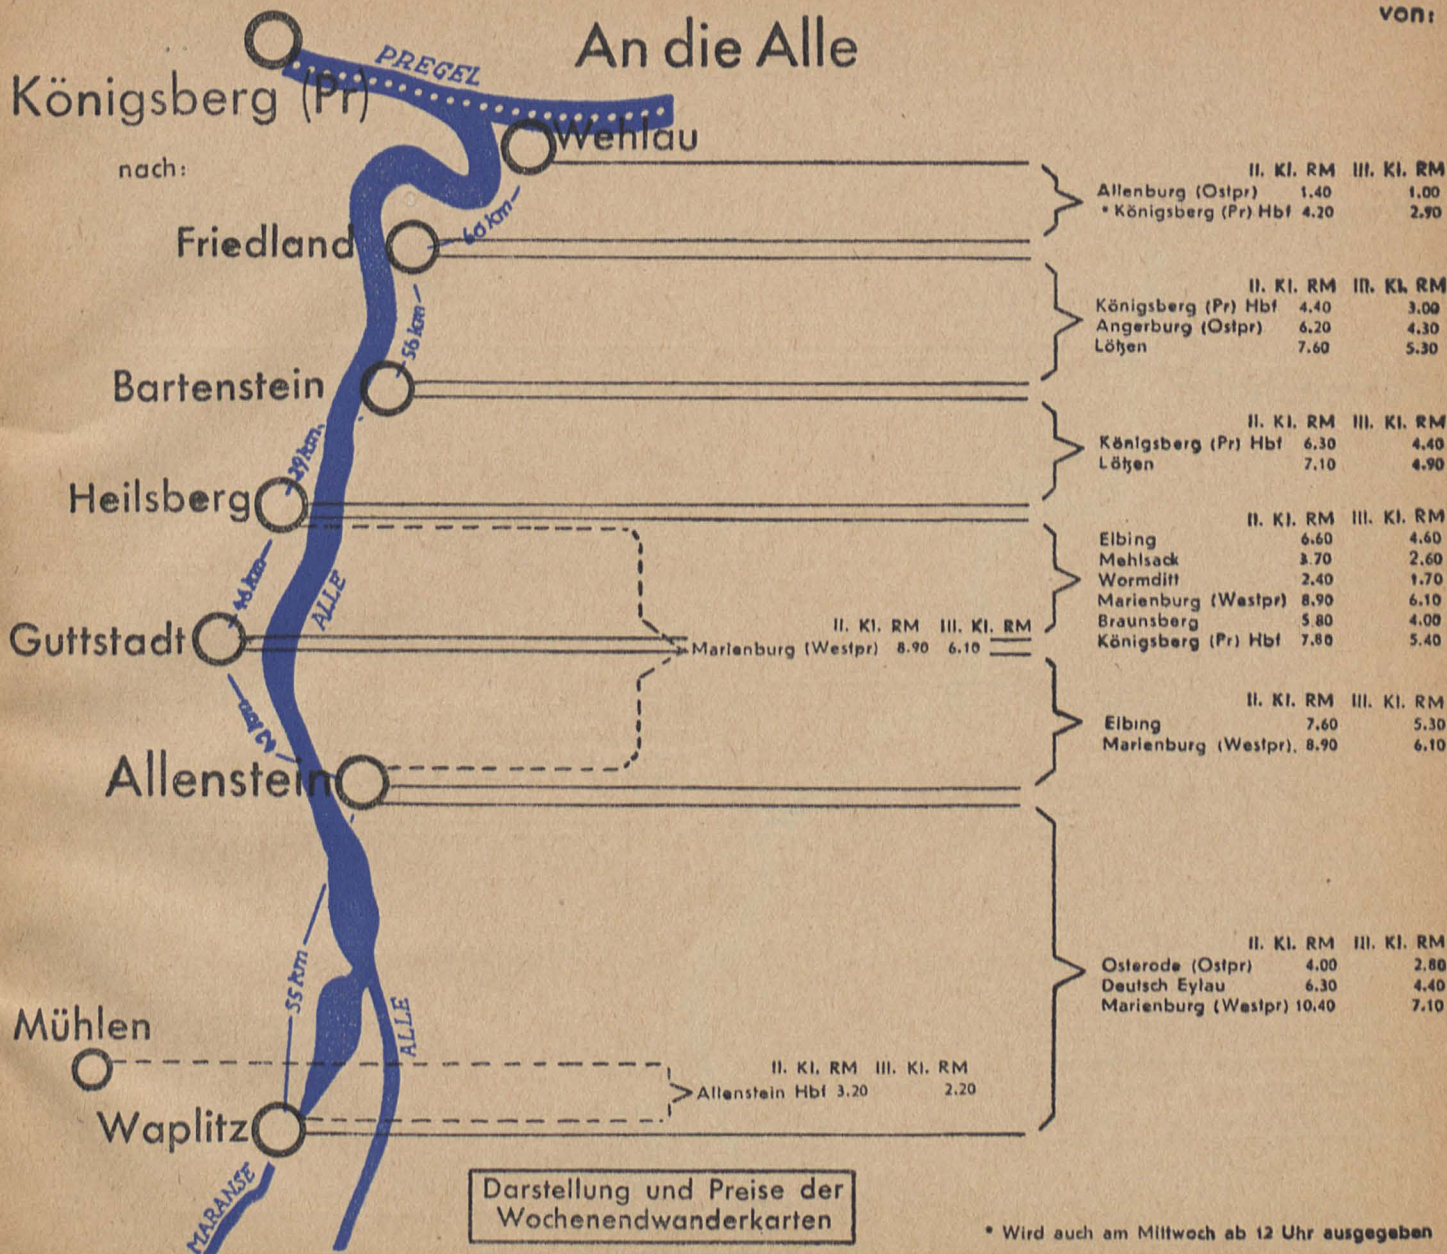 von:
An die Alle
PREGEL
Königsberg (Pr)
Wehlau
nach:
II. Kl. RM III. Kl. RM
Allenburg (Ostpr) 1.40 1.00
* Königsberg (Pr) Hbf 4.20 2.90
60 km
Friedland
II. Kl. RM III. Kl. RM
Königsberg (Pr) Hbf 4.40 3.00
Angerburg (Ostpr) 6.20 4.30
Lötzen 7.60 5.30
56 km
Bartenstein
II. Kl. RM III. Kl. RM
Königsberg (Pr) Hbf 6.30 4.40
Lötzen 7.10 4.90
39 km
Heilsberg
II. Kl. RM III. Kl. RM
Elbing 6.60 4.60
Mehlsack 3.70 2.60
Wormditt 2.40 1.70
Marienburg (Westpr) 8.90 6.10
Braunsberg 5.80 4.00
Königsberg (Pr) Hbf 7.80 5.40
46 km
ALLE
Guttstadt
II. Kl. RM III. Kl. RM
Marienburg (Westpr) 8.90 6.10
II. Kl. RM III. Kl. RM
Elbing 7.60 5.30
Marienburg (Westpr). 8.90 6.10
km
Allenstein
II. Kl. RM III. Kl. RM
Osterode (Ostpr) 4.00 2.80
Deutsch Eylau 6.30 4.40
Marienburg (Westpr) 10.40 7.10
55 km
ALLE
Mühlen
II. Kl. RM III. Kl. RM
Allenstein Hbf 3.20 2.20
Waplitz
MARANSE
Darstellung und Preise der
Wochenendwanderkarten
* Wird auch am Mittwoch ab 12 Uhr ausgegeben